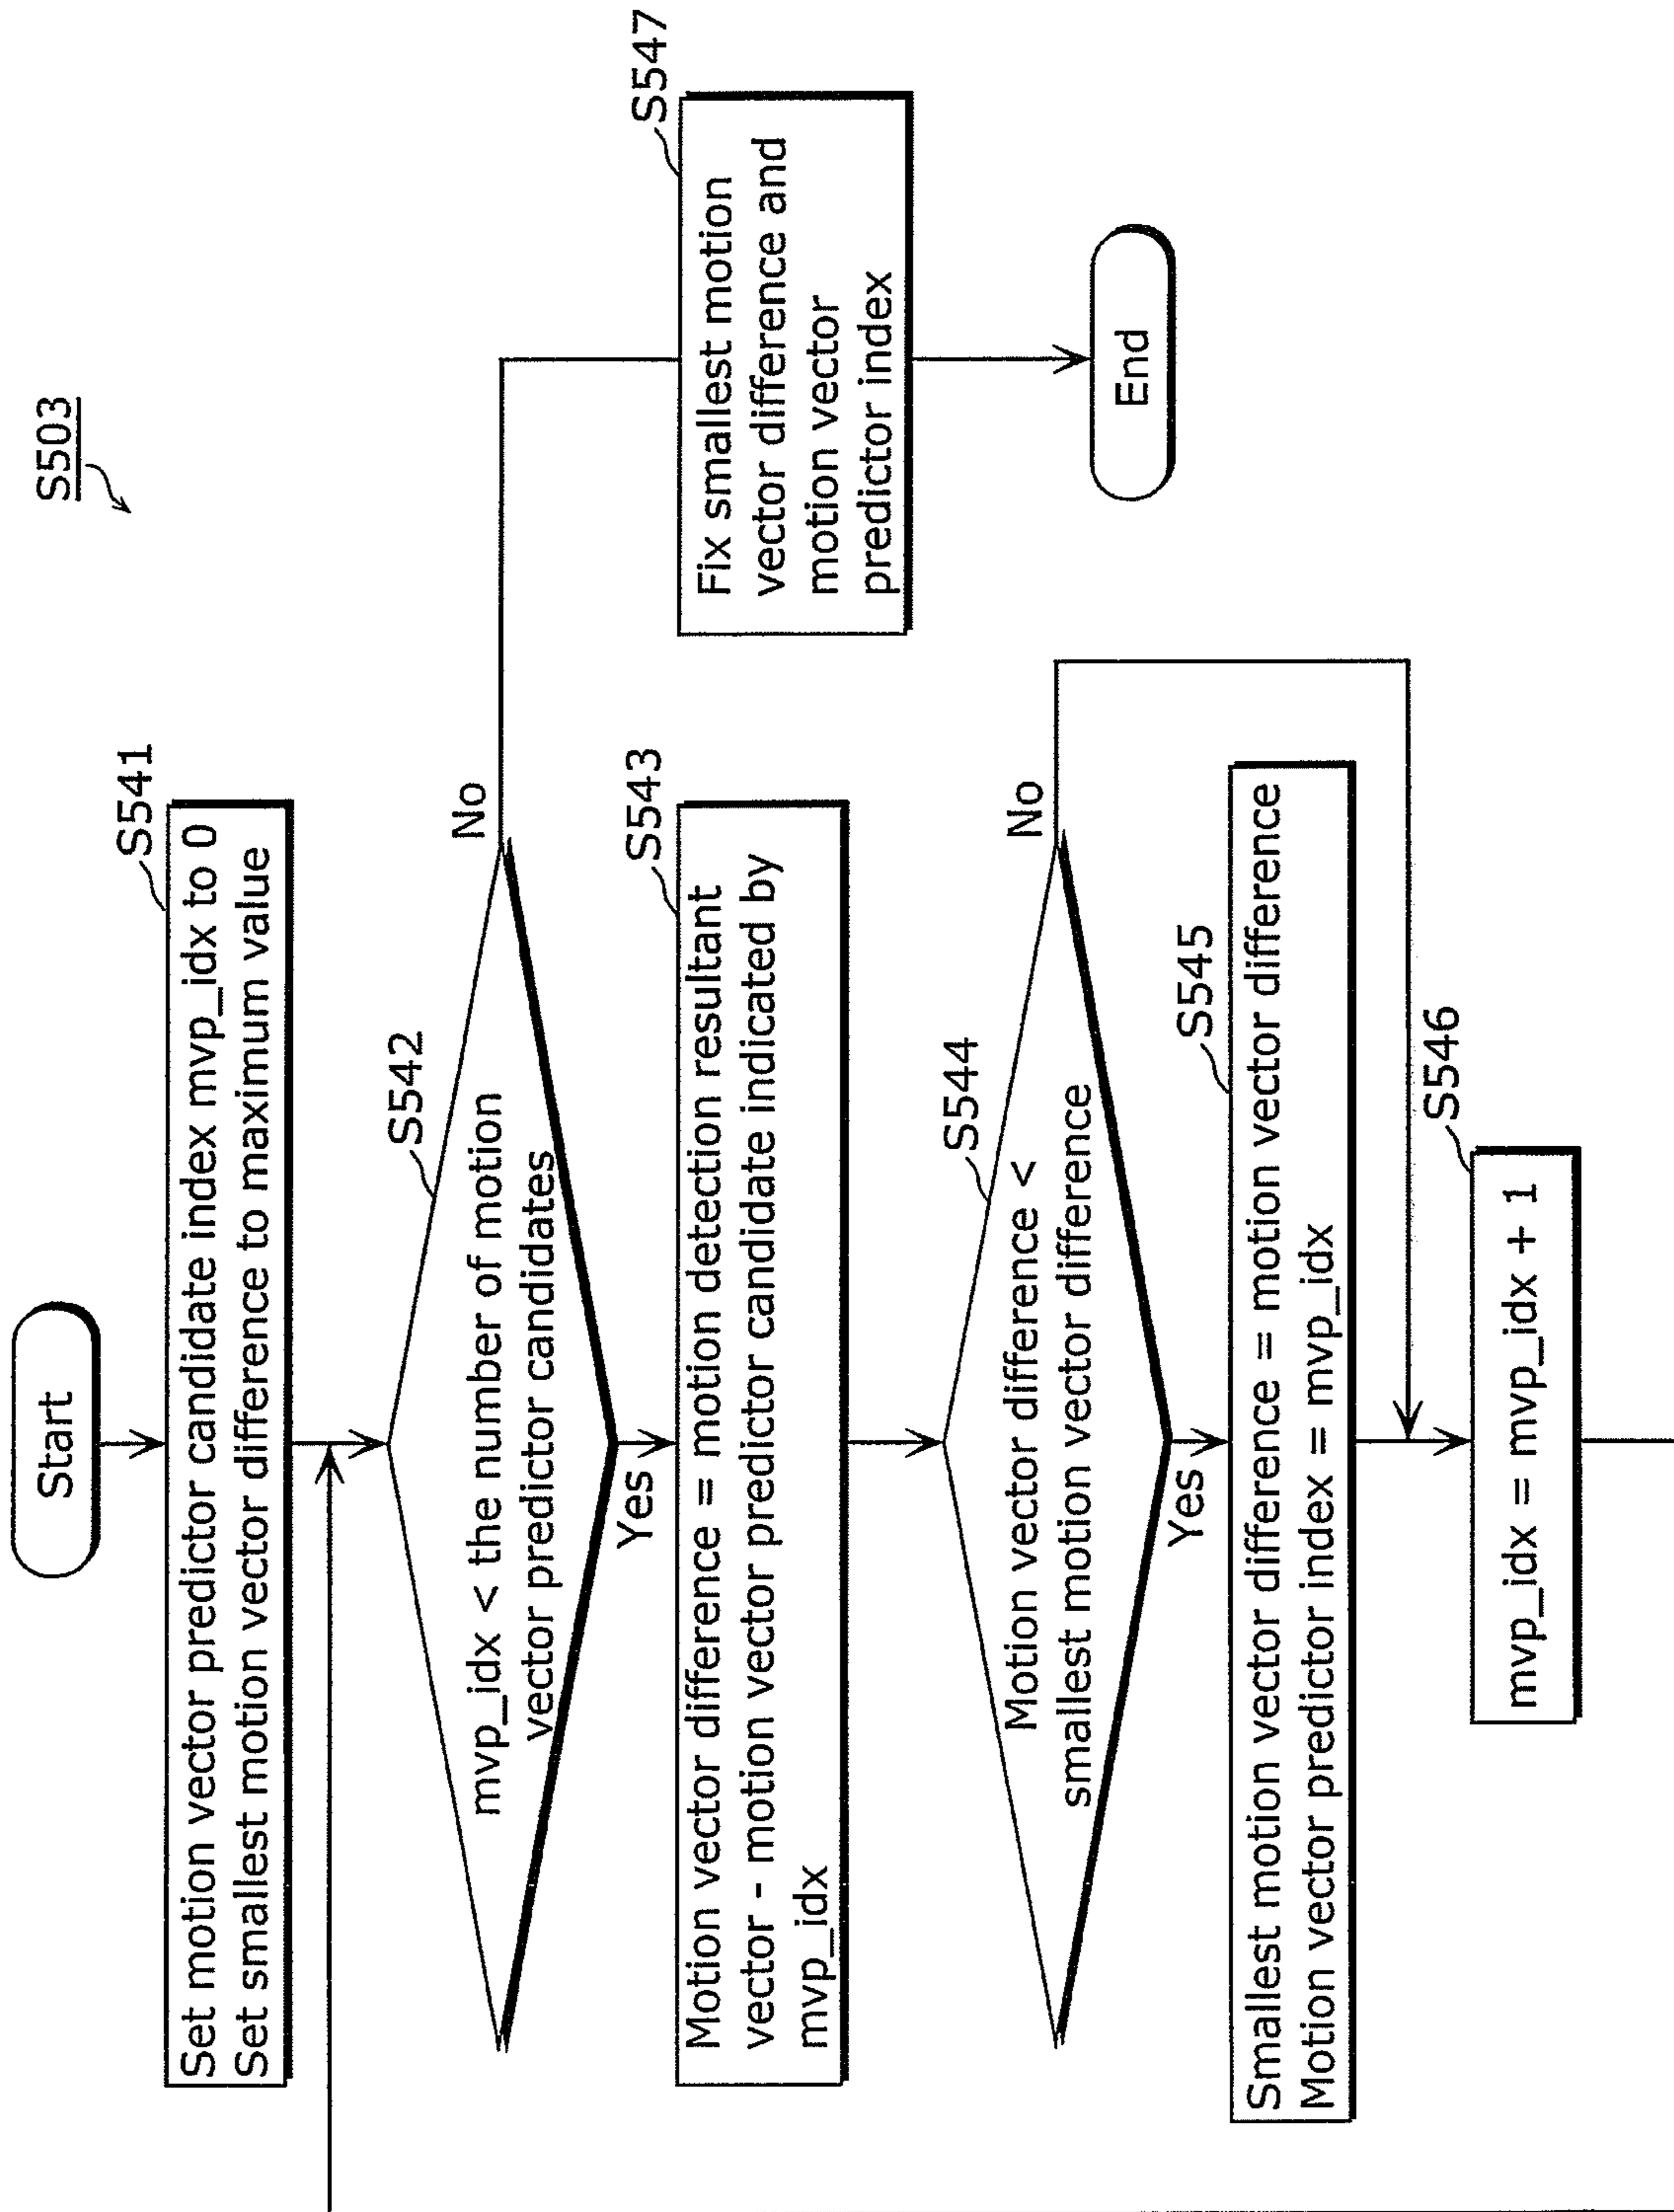 S503
Start
S541
Set motion vector predictor candidate index mvp_idx to 0
Set smallest motion vector difference to maximum value
S542
mvp_idx < the number of motion
vector predictor candidates
No
Yes
S543
Motion vector difference = motion detection resultant
vector - motion vector predictor candidate indicated by
mvp_idx
S544
Motion vector difference <
smallest motion vector difference
No
Yes
S545
Smallest motion vector difference = motion vector difference
Motion vector predictor index = mvp_idx
S546
mvp_idx = mvp_idx + 1
S547
Fix smallest motion
vector difference and
motion vector
predictor index
End